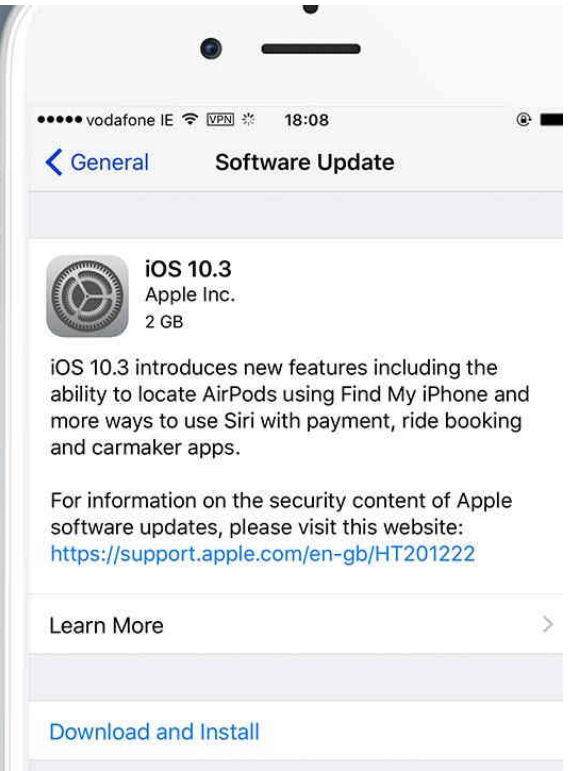 vodafone IE VPN 18:08
General Software Update
iOS 10.3
Apple Inc.
2 GB
iOS 10.3 introduces new features including the
ability to locate AirPods using Find My iPhone and
more ways to use Siri with payment, ride booking
and carmaker apps.
For information on the security content of Apple
software updates, please visit this website:
https://support.apple.com/en-gb/HT201222
Learn More
Download and Install